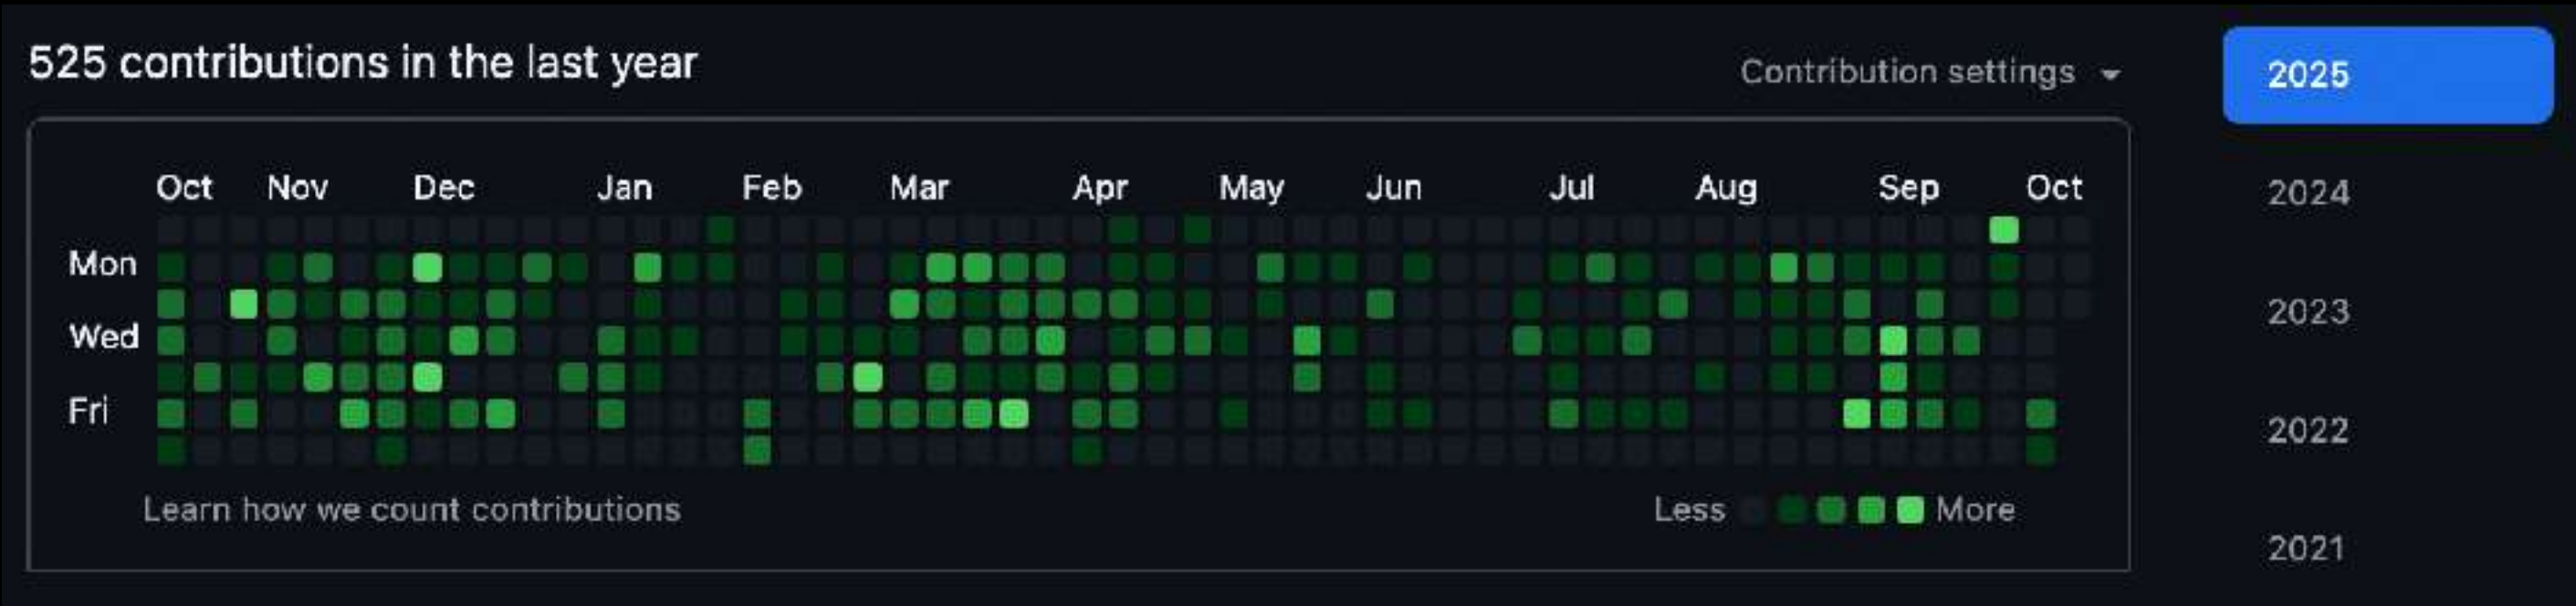 525 contributions in the last year
Contribution settings
2025
2024
2023
2022
2021
Oct Nov Dec Jan Feb Mar Apr May Jun Jul Aug Sep Oct
Mon
Wed
Fri
Learn how we count contributions
Less More